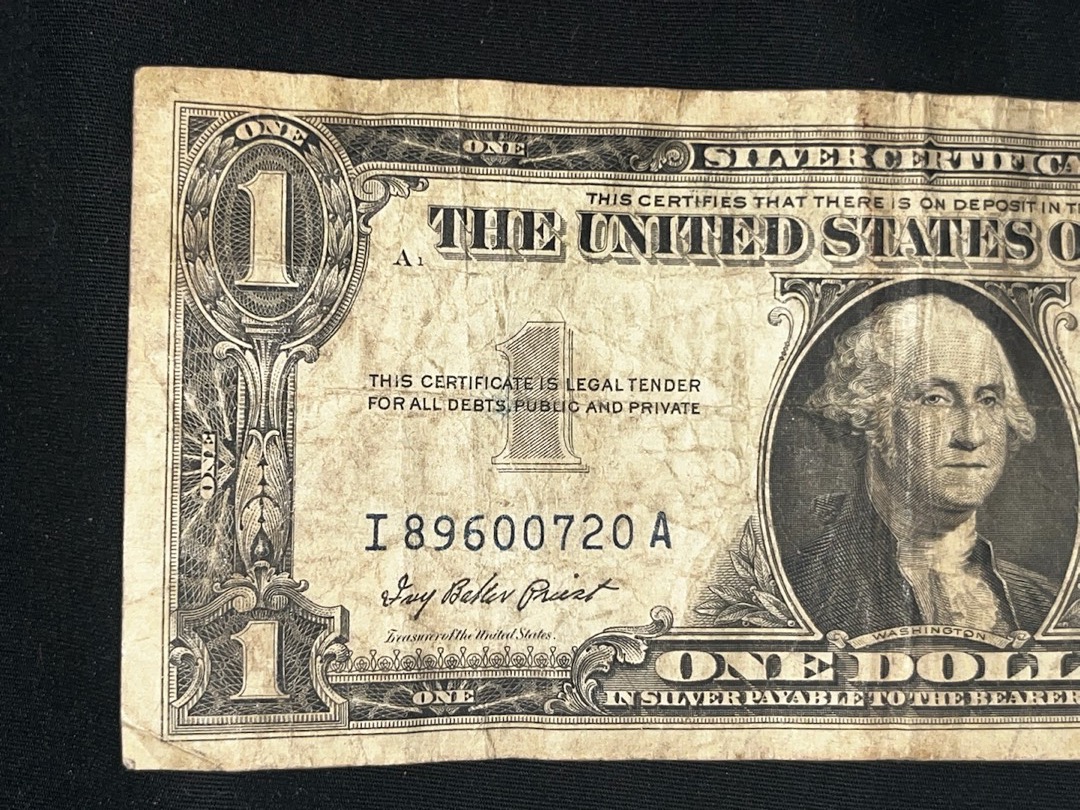 ONE
ONE
SILVER CERTIFICA
1
THIS CERTIFIES THAT THERE IS ON DEPOSIT IN T
THE UNITED STATES O
A1
1
THIS CERTIFICATE IS LEGAL TENDER
FOR ALL DEBTS, PUBLIC AND PRIVATE
ONE
I 89600720 A
Ivy Baker Priest
Treasurer of the United States.
WASHINGTON
1
ONE DOLL
ONE
IN SILVER PAYABLE TO THE BEARER